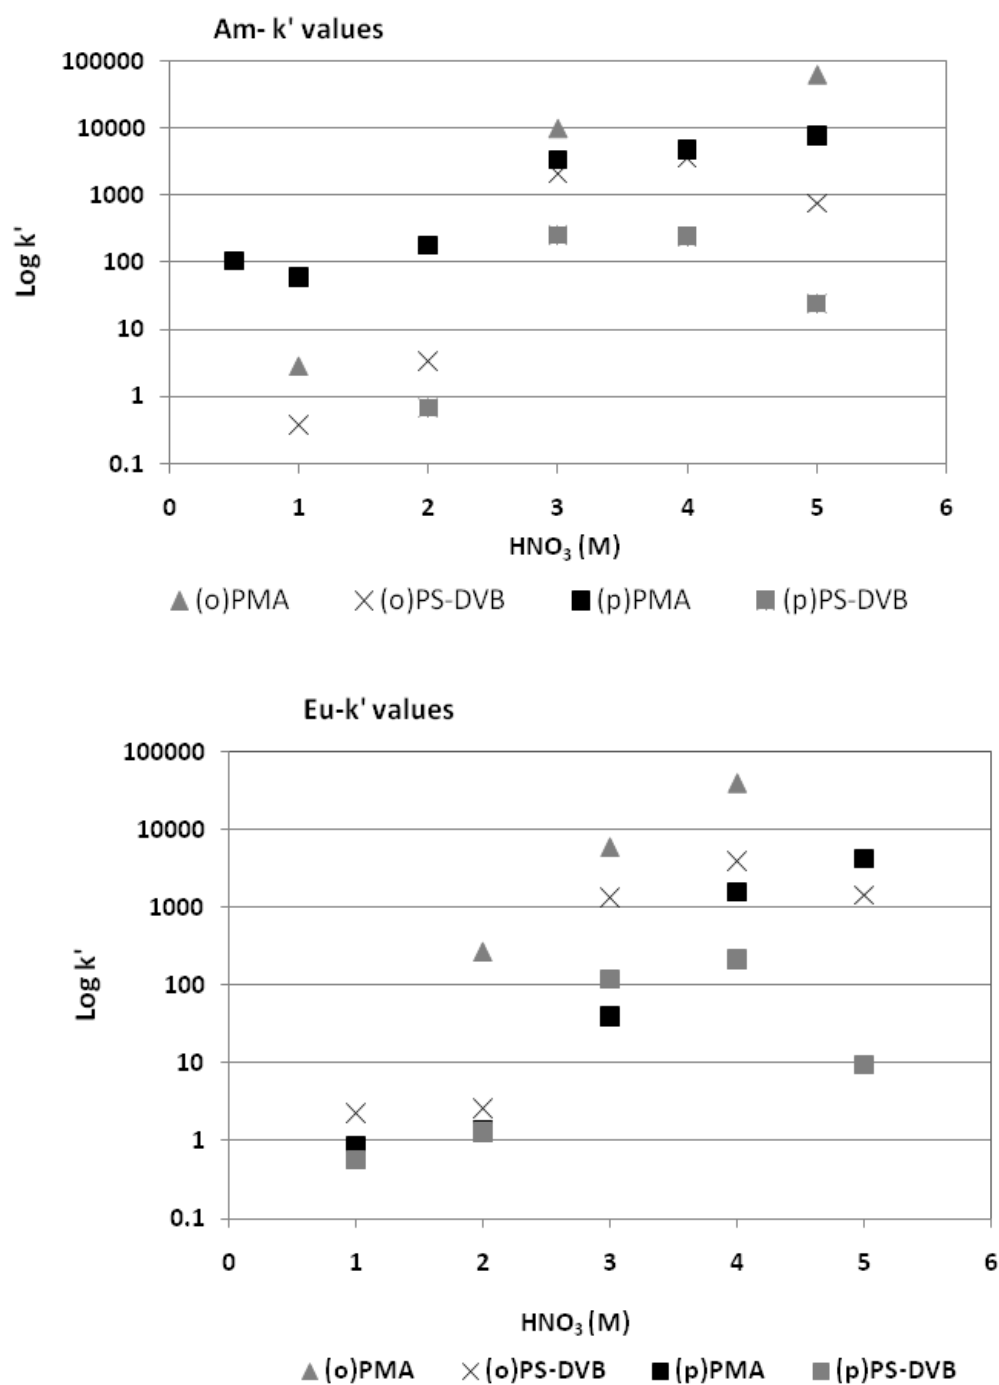 Am- k' values
100000
10000
1000
100
10
1
0.1
Log k'
0 1 2 3 4 5 6
HNO₃ (M)
(o)PMA (o)PS-DVB (p)PMA (p)PS-DVB
Eu-k' values
100000
10000
1000
100
10
1
0.1
Log k'
0 1 2 3 4 5 6
HNO₃ (M)
(o)PMA (o)PS-DVB (p)PMA (p)PS-DVB